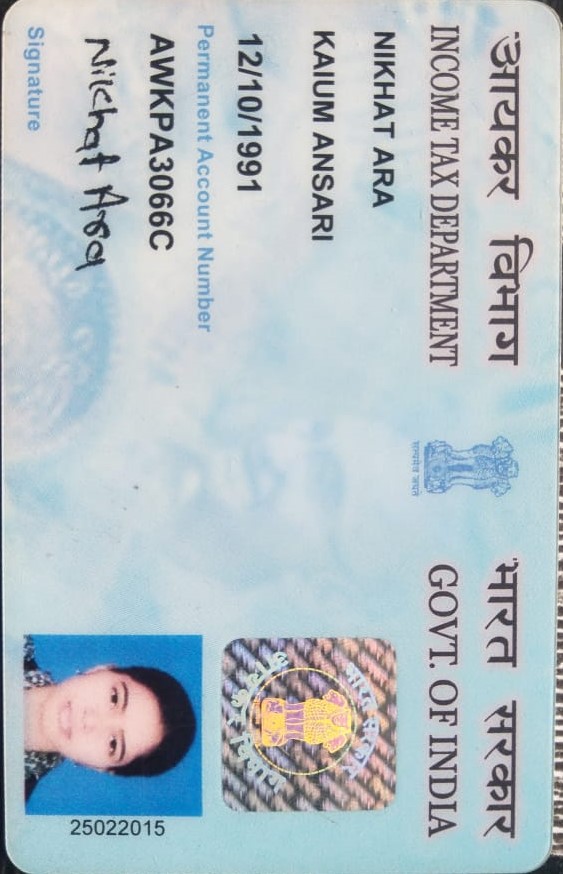 आयकर विभाग
INCOME TAX DEPARTMENT
सत्यमेव जयते
भारत सरकार
GOVT. OF INDIA
NIKHAT ARA
KAIUM ANSARI
12/10/1991
Permanent Account Number
AWKPA3066C
Nikhat Ara
Signature
25022015